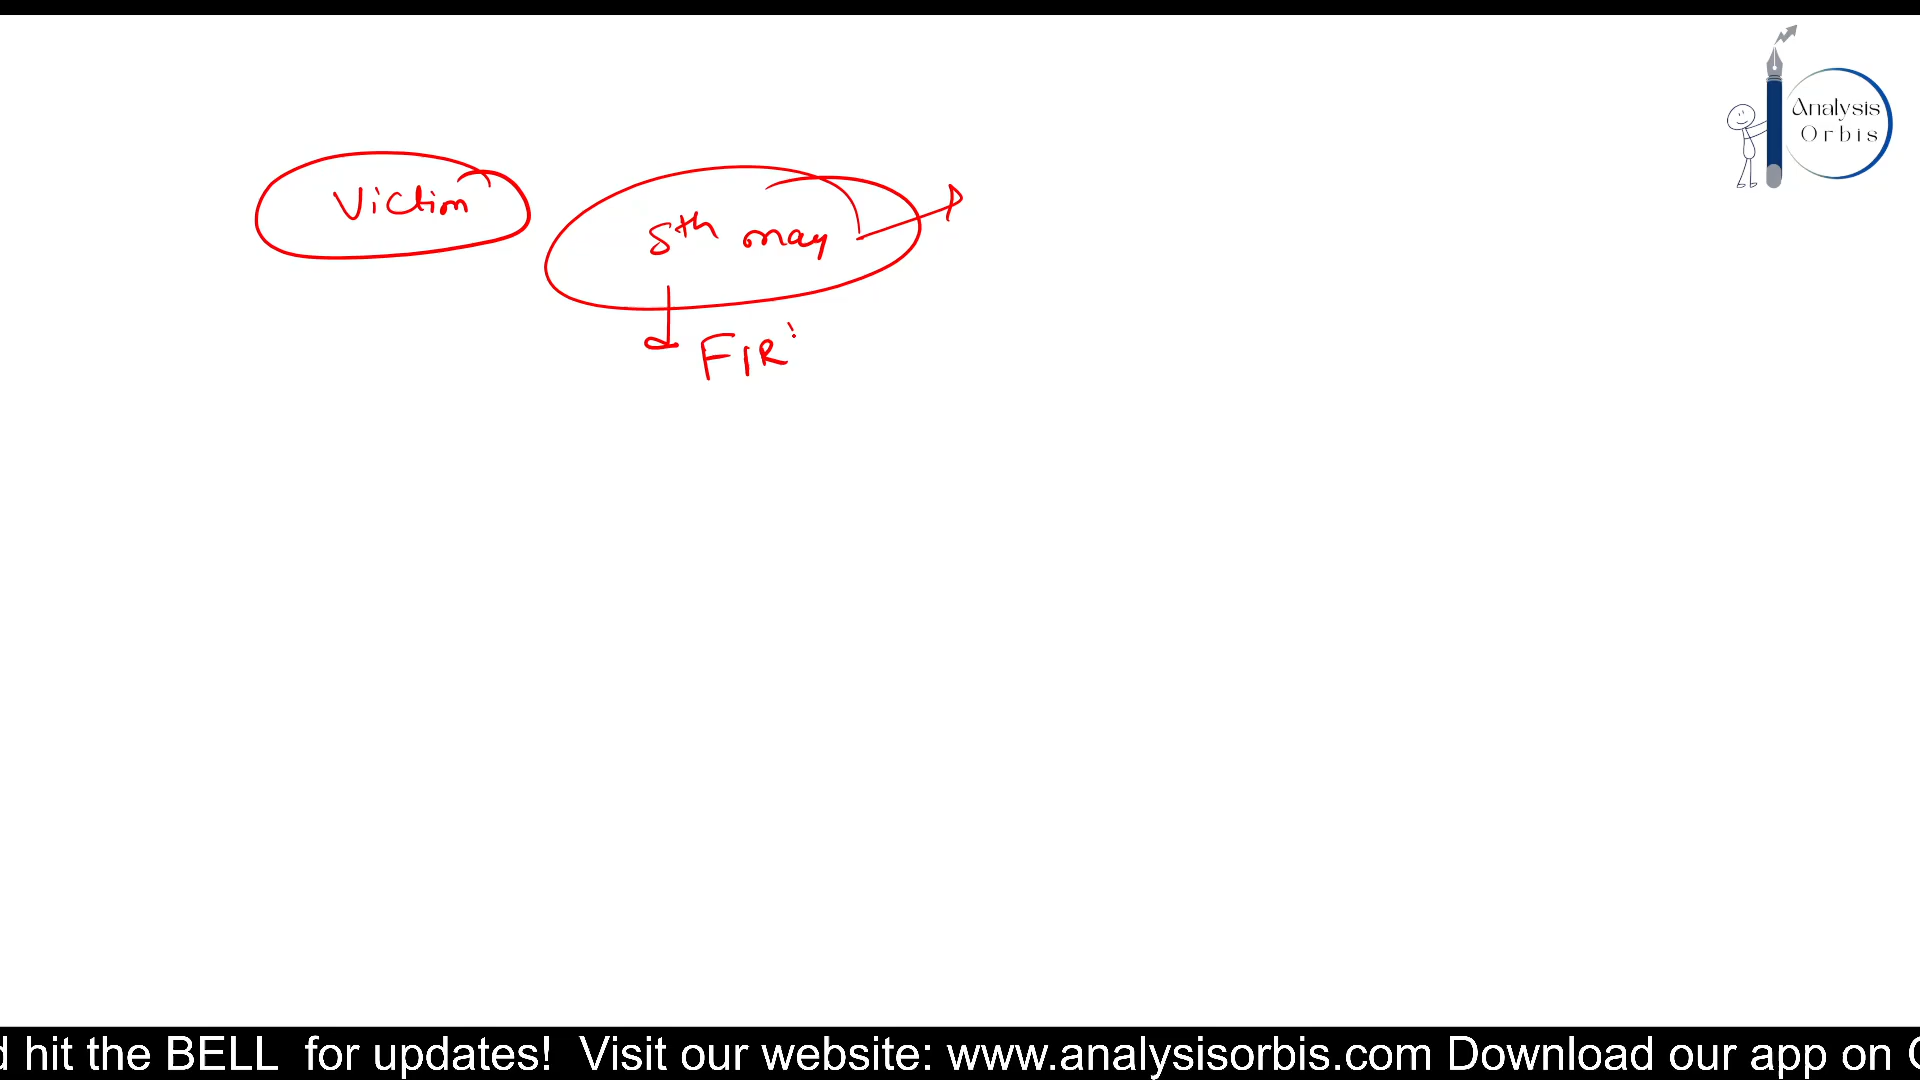 Analysis
Orbis
Victim
8th may
FIR
d hit the BELL for updates! Visit our website: www.analysisorbis.com Download our app on